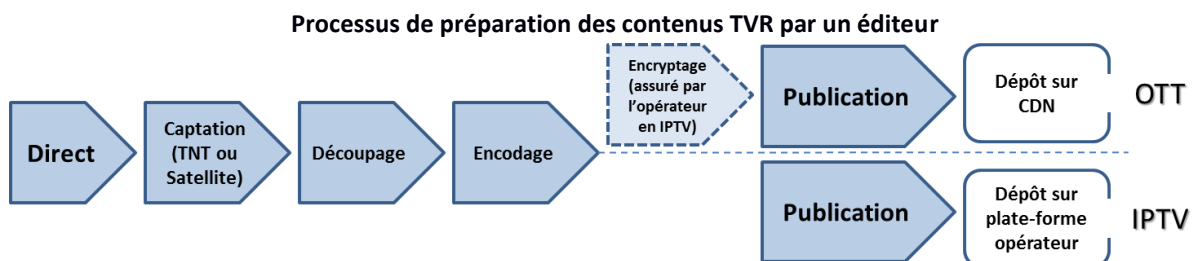 Processus de préparation des contenus TVR par un éditeur
Direct
Captation
(TNT ou
Satellite)
Découpage
Encodage
Encryptage
(assuré par
l'opérateur
en IPTV)
Publication
Dépôt sur
CDN
OTT
Publication
Dépôt sur
plate-forme
opérateur
IPTV